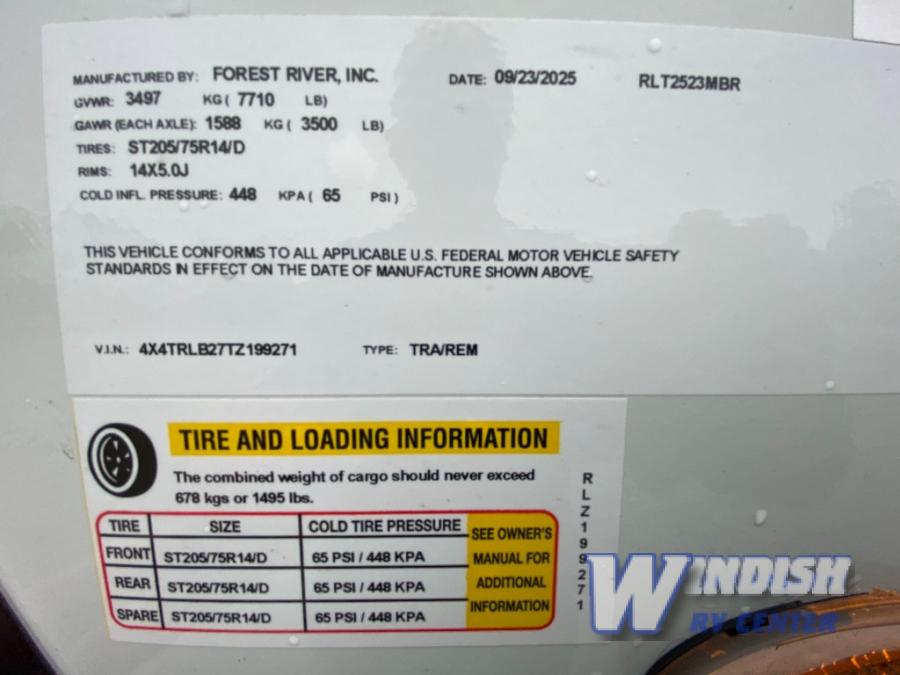 MANUFACTURED BY: FOREST RIVER, INC. DATE: 09/23/2025 RLT2523MBR
GVWR: 3497 KG ( 7710 LB)
GAWR (EACH AXLE): 1588 KG ( 3500 LB)
TIRES: ST205/75R14/D
RIMS: 14X5.0J
COLD INFL. PRESSURE: 448 KPA ( 65 PSI )
THIS VEHICLE CONFORMS TO ALL APPLICABLE U.S. FEDERAL MOTOR VEHICLE SAFETY
STANDARDS IN EFFECT ON THE DATE OF MANUFACTURE SHOWN ABOVE.
V.I.N.: 4X4TRLB27TZ199271 TYPE: TRA/REM
TIRE AND LOADING INFORMATION
The combined weight of cargo should never exceed
678 kgs or 1495 lbs.
TIRE SIZE COLD TIRE PRESSURE
FRONT ST205/75R14/D 65 PSI / 448 KPA
REAR ST205/75R14/D 65 PSI / 448 KPA
SPARE ST205/75R14/D 65 PSI / 448 KPA
SEE OWNER'S
MANUAL FOR
ADDITIONAL
INFORMATION
RLZ199271
WINDISH
RV CENTER